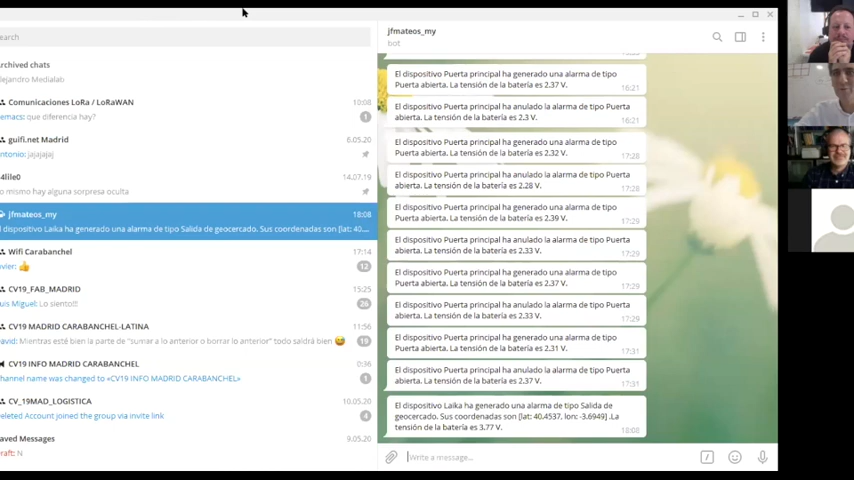 earch
Archived chats
lejandro Medialab
Comunicaciones LoRa / LoRaWAN 10:08
emacs: que diferencia hay? 1
guifi.net Madrid 6.05.20
ntonio: jajajajaj
4lile0 14.07.19
o mismo hay alguna sorpresa oculta
jfmateos_my 18:08
l dispositivo Laika ha generado una alarma de tipo Salida de geocercado. Sus coordenadas son [lat: 40,...
Wifi Carabanchel 17:14
avier: 👍 12
CV19_FAB_MADRID 15:25
uis Miguel: Lo siento!! 26
CV19 MADRID CARABANCHEL-LATINA 11:56
David: Mientras esté bien la parte de "sumar a lo anterior o borrar lo anterior" todo saldrá bien 😅 19
CV19 INFO MADRID CARABANCHEL 0:36
hannel name was changed to «CV19 INFO MADRID CARABANCHEL» 1
CV_19MAD_LOGISTICA 10.05.20
eleted Account joined the group via invite link 4
aved Messages 9.05.20
raft: N
jfmateos_my
bot
El dispositivo Puerta principal ha generado una alarma de tipo
Puerta abierta. La tensión de la batería es 2,37 V. 16:21
El dispositivo Puerta principal ha anulado la alarma de tipo Puerta
abierta. La tensión de la batería es 2,3 V. 16:21
El dispositivo Puerta principal ha generado una alarma de tipo
Puerta abierta. La tensión de la batería es 2,32 V. 17:28
El dispositivo Puerta principal ha anulado la alarma de tipo Puerta
abierta. La tensión de la batería es 2,28 V. 17:28
El dispositivo Puerta principal ha generado una alarma de tipo
Puerta abierta. La tensión de la batería es 2,39 V. 17:29
El dispositivo Puerta principal ha anulado la alarma de tipo Puerta
abierta. La tensión de la batería es 2,33 V. 17:29
El dispositivo Puerta principal ha generado una alarma de tipo
Puerta abierta. La tensión de la batería es 2,37 V. 17:29
El dispositivo Puerta principal ha anulado la alarma de tipo Puerta
abierta. La tensión de la batería es 2,33 V. 17:29
El dispositivo Puerta principal ha generado una alarma de tipo
Puerta abierta. La tensión de la batería es 2,31 V. 17:31
El dispositivo Puerta principal ha anulado la alarma de tipo Puerta
abierta. La tensión de la batería es 2,37 V. 17:31
El dispositivo Laika ha generado una alarma de tipo Salida de
geocercado. Sus coordenadas son [lat: 40,4537, lon: -3.6949] .La
tensión de la batería es 3,77 V. 18:08
Write a message...